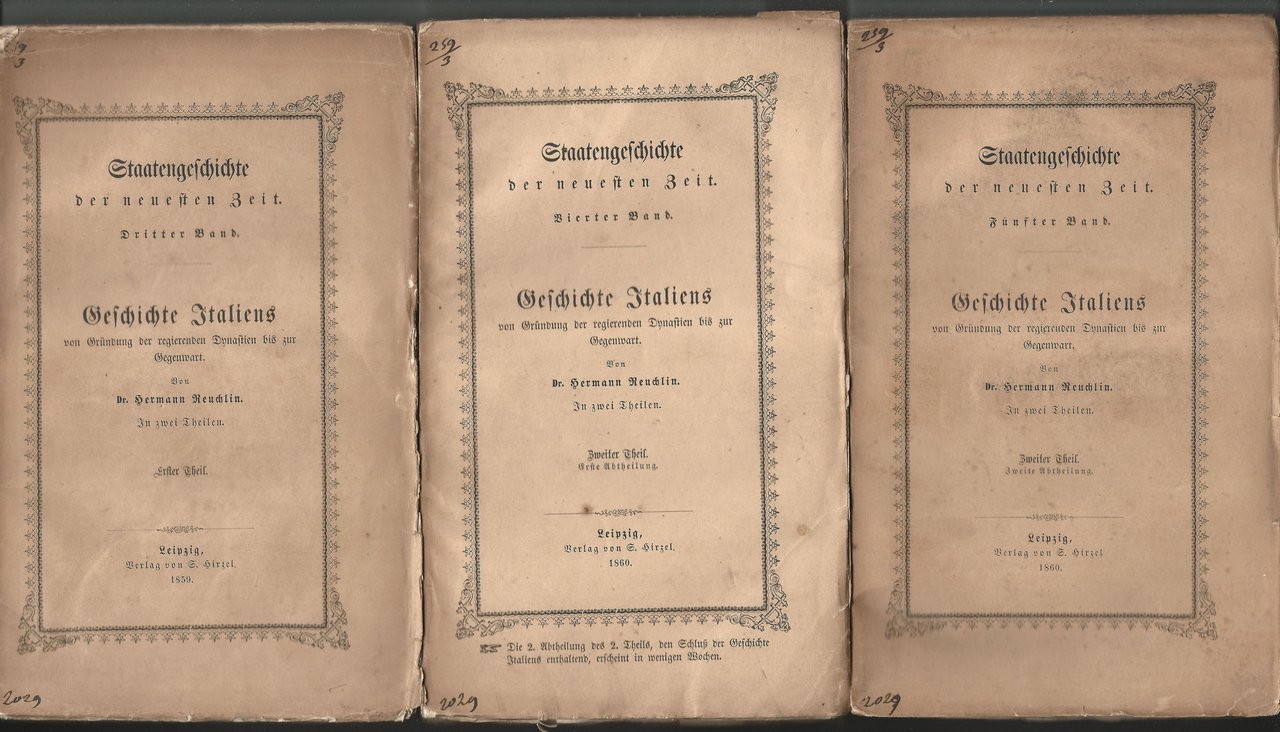 259
3
Staatengeschichte
der neuesten Zeit.
Dritter Band.
Geschichte Italiens
von Gründung der regierenden Dynastien bis zur
Gegenwart.
Von
Dr. Hermann Reuchlin.
In zwei Theilen.
Erster Theil.
Leipzig,
Verlag von S. Hirzel.
1859.
2029
259
3
Staatengeschichte
der neuesten Zeit.
Vierter Band.
Geschichte Italiens
von Gründung der regierenden Dynastien bis zur
Gegenwart.
Von
Dr. Hermann Reuchlin.
In zwei Theilen.
Zweiter Theil.
Erste Abtheilung.
Leipzig,
Verlag von S. Hirzel.
1860.
Die 2. Abtheilung des 2. Theils, den Schluß der Geschichte
Italiens enthaltend, erscheint in wenigen Wochen.
2029
259
3
Staatengeschichte
der neuesten Zeit.
Fünfter Band.
Geschichte Italiens
von Gründung der regierenden Dynastien bis zur
Gegenwart.
Von
Dr. Hermann Reuchlin.
In zwei Theilen.
Zweiter Theil.
Zweite Abtheilung.
Leipzig,
Verlag von S. Hirzel
1860.
2029